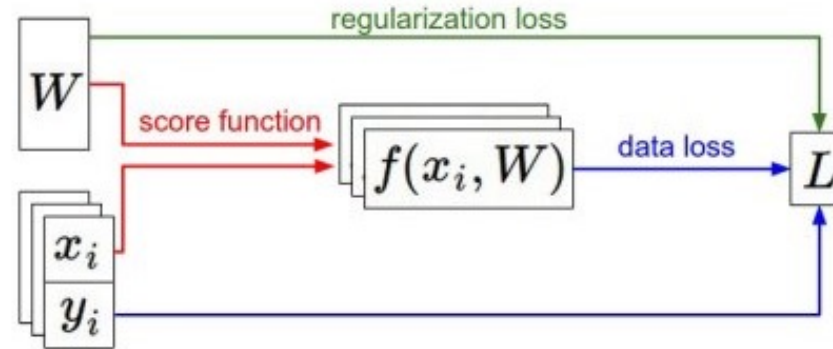 regularization loss
W
score function
f(x_i, W)
data loss
L
x_i
y_i